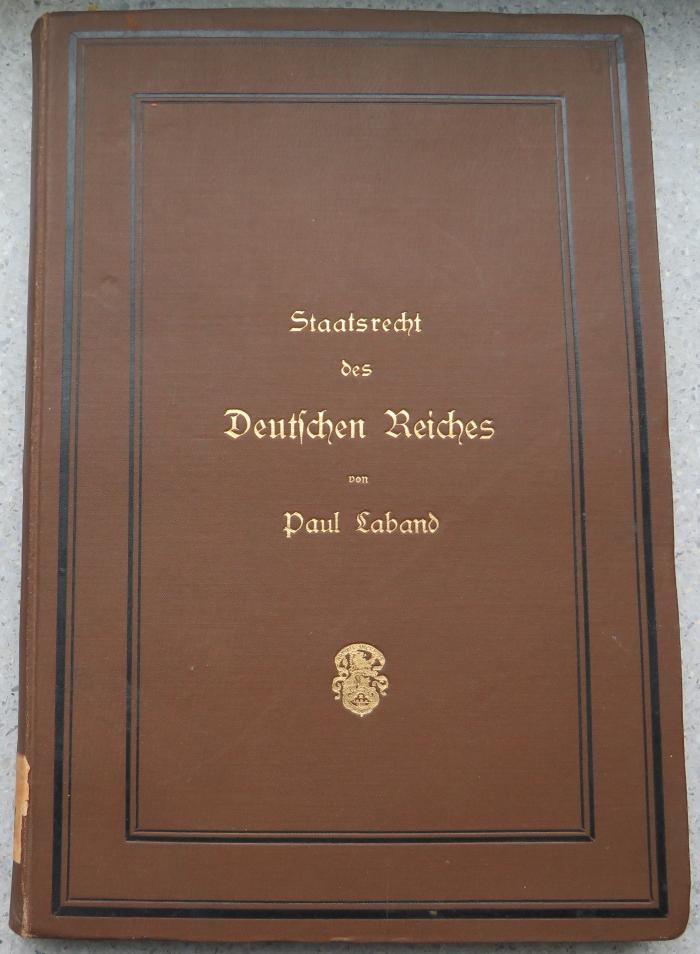 Staatsrecht
des
Deutſchen Reiches
von
Paul Laband